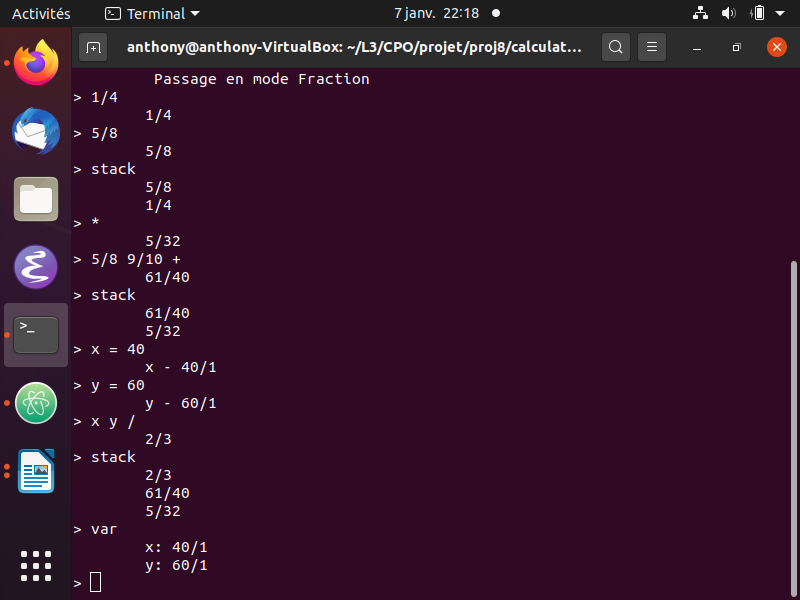 Activités Terminal 7 janv. 22:18
anthony@anthony-VirtualBox: ~/L3/CPO/projet/proj8/calculat...
Passage en mode Fraction
> 1/4
1/4
> 5/8
5/8
> stack
5/8
1/4
> *
5/32
> 5/8 9/10 +
61/40
> stack
61/40
5/32
> x = 40
x - 40/1
> y = 60
y - 60/1
> x y /
2/3
> stack
2/3
61/40
5/32
> var
x: 40/1
y: 60/1
>